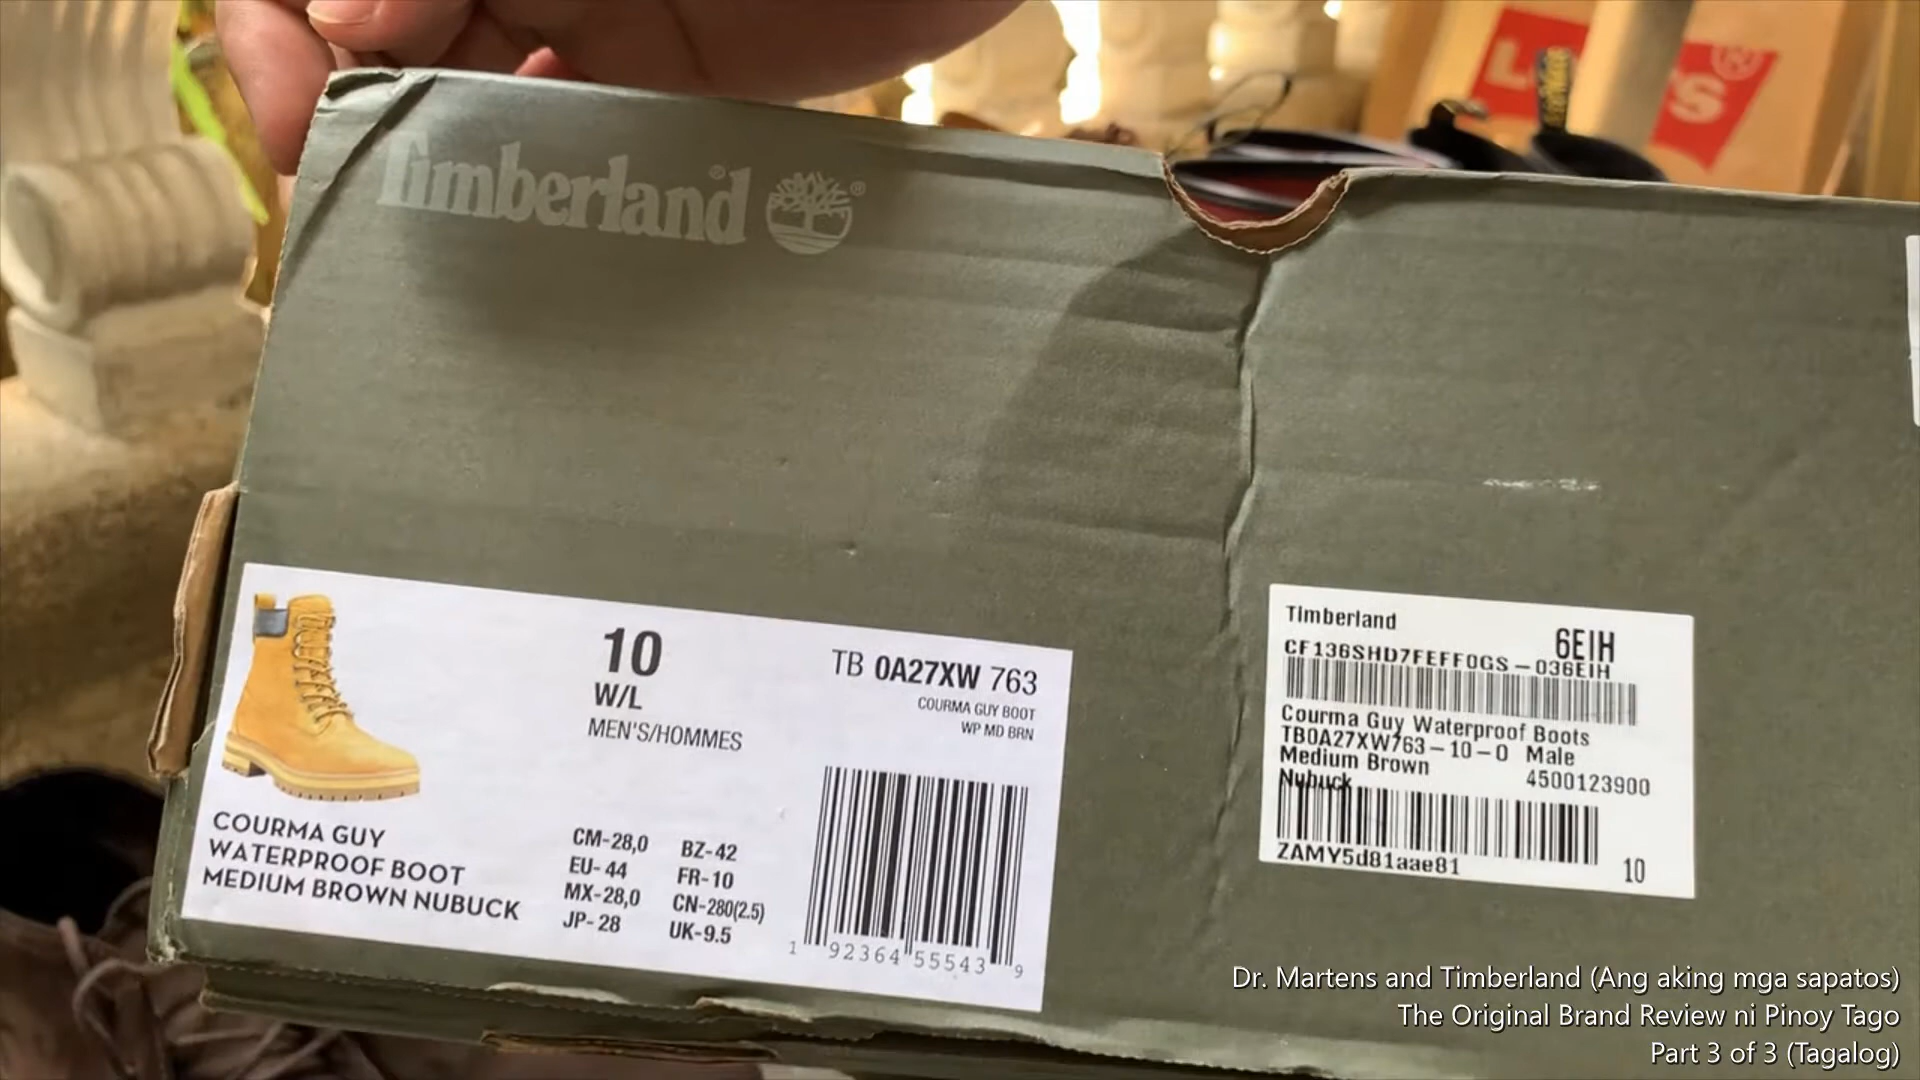 Timberland®
LEVI'S®
10
W/L
MEN'S/HOMMES
TB 0A27XW 763
COURMA GUY BOOT
WP MD BRN
COURMA GUY
WATERPROOF BOOT
MEDIUM BROWN NUBUCK
CM-28,0 BZ-42
EU-44 FR-10
MX-28,0 CN-280(2.5)
JP-28 UK-9.5
1 92364 55543 9
Timberland
6EIH
CF136SHD7FEFF0GS-036EIH
Courma Guy Waterproof Boots
TB0A27XW763-10-0 Male
Medium Brown 4500123900
Nubuck
ZAMY5d81aae81 10
Dr. Martens and Timberland (Ang aking mga sapatos)
The Original Brand Review ni Pinoy Tago
Part 3 of 3 (Tagalog)